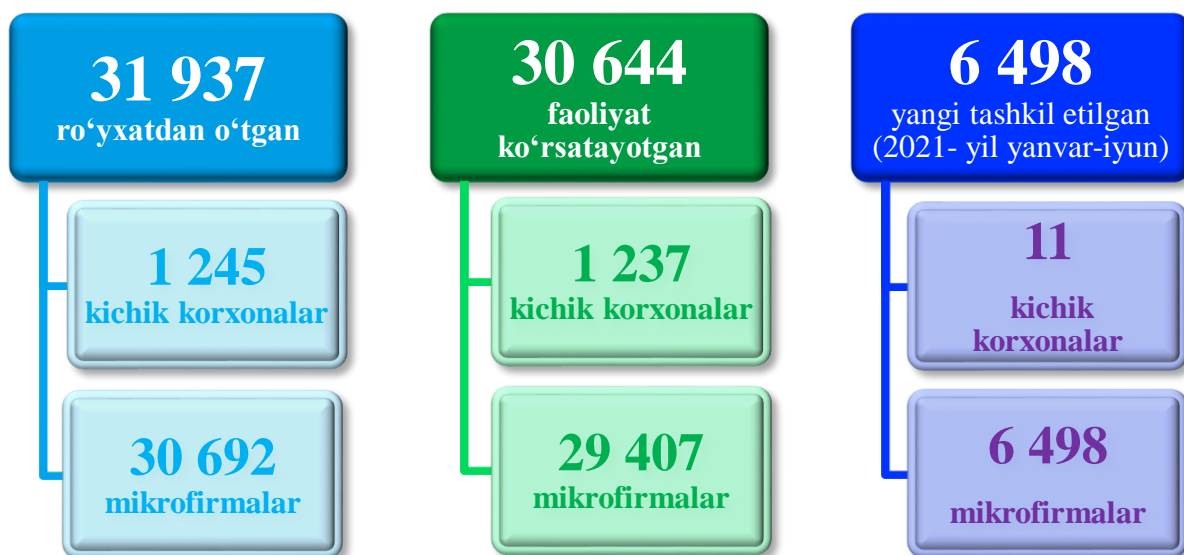 31 937
ro‘yxatdan o‘tgan
1 245
kichik korxonalar
30 692
mikrofirmalar
30 644
faoliyat
ko‘rsatayotgan
1 237
kichik korxonalar
29 407
mikrofirmalar
6 498
yangi tashkil etilgan
(2021- yil yanvar-iyun)
11
kichik
korxonalar
6 498
mikrofirmalar